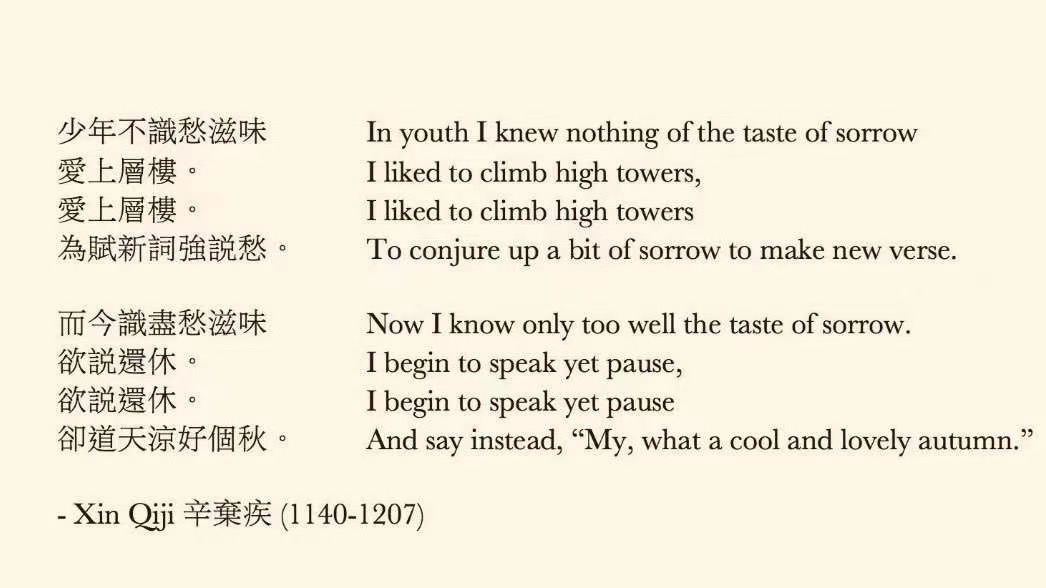 少年不識愁滋味 In youth I knew nothing of the taste of sorrow
愛上層樓。 I liked to climb high towers,
愛上層樓。 I liked to climb high towers
為賦新詞強説愁。 To conjure up a bit of sorrow to make new verse.
而今識盡愁滋味 Now I know only too well the taste of sorrow.
欲説還休。 I begin to speak yet pause,
欲説還休。 I begin to speak yet pause
卻道天涼好個秋。 And say instead, “My, what a cool and lovely autumn.”
- Xin Qiji 辛棄疾 (1140-1207)